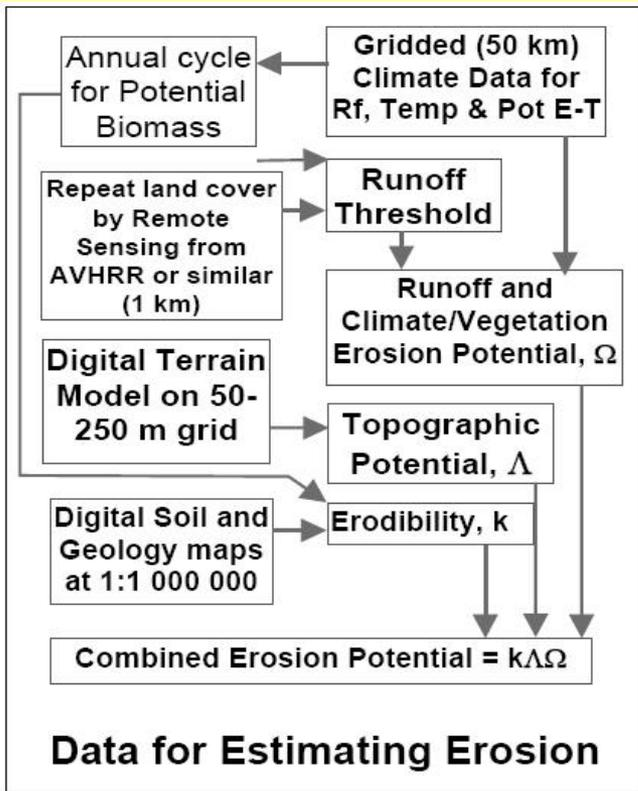 Annual cycle
for Potential
Biomass
Gridded (50 km)
Climate Data for
Rf, Temp & Pot E-T
Repeat land cover
by Remote
Sensing from
AVHRR or similar
(1 km)
Runoff
Threshold
Runoff and
Climate/Vegetation
Erosion Potential, Ω
Digital Terrain
Model on 50-
250 m grid
Topographic
Potential, Λ
Digital Soil and
Geology maps
at 1:1 000 000
Erodibility, k
Combined Erosion Potential = kΛΩ
Data for Estimating Erosion